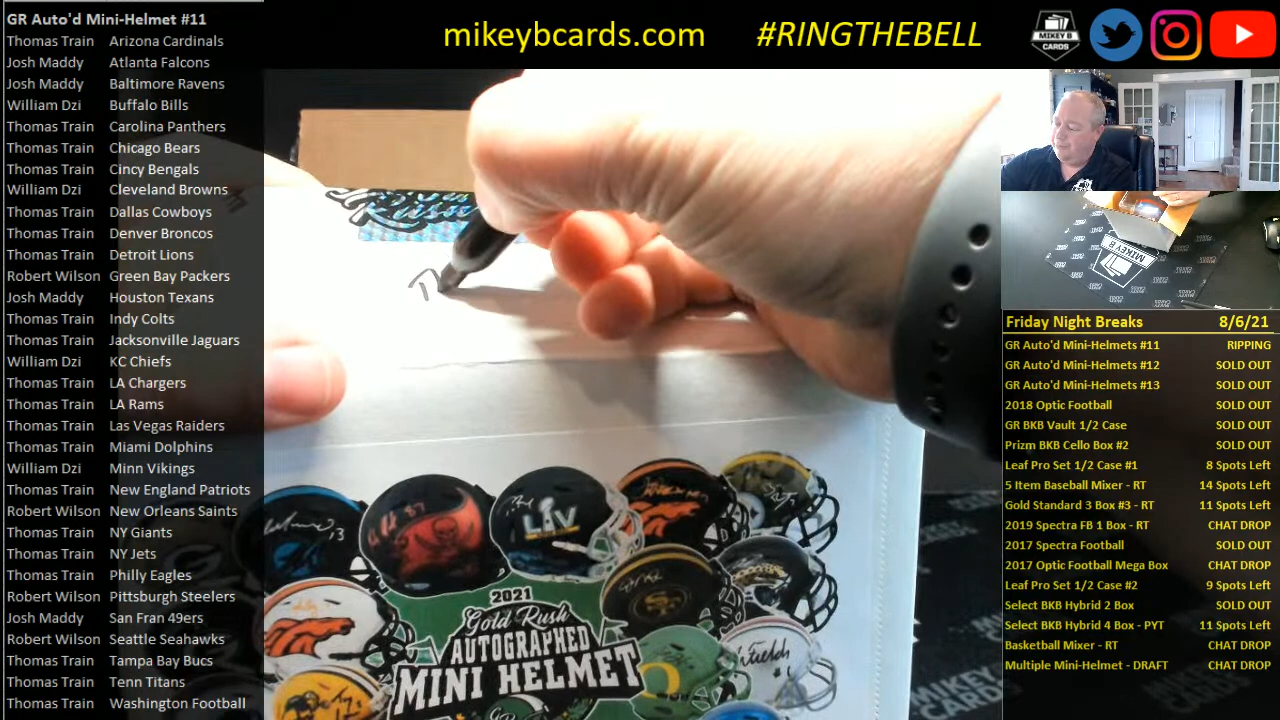 GR Auto'd Mini-Helmet #11
Thomas Train Arizona Cardinals
Josh Maddy Atlanta Falcons
Josh Maddy Baltimore Ravens
William Dzi Buffalo Bills
Thomas Train Carolina Panthers
Thomas Train Chicago Bears
Thomas Train Cincy Bengals
William Dzi Cleveland Browns
Thomas Train Dallas Cowboys
Thomas Train Denver Broncos
Thomas Train Detroit Lions
Robert Wilson Green Bay Packers
Josh Maddy Houston Texans
Thomas Train Indy Colts
Thomas Train Jacksonville Jaguars
William Dzi KC Chiefs
Thomas Train LA Chargers
Thomas Train LA Rams
Thomas Train Las Vegas Raiders
Thomas Train Miami Dolphins
William Dzi Minn Vikings
Thomas Train New England Patriots
Robert Wilson New Orleans Saints
Thomas Train NY Giants
Thomas Train NY Jets
Thomas Train Philly Eagles
Robert Wilson Pittsburgh Steelers
Josh Maddy San Fran 49ers
Robert Wilson Seattle Seahawks
Thomas Train Tampa Bay Bucs
Thomas Train Tenn Titans
Thomas Train Washington Football
mikeybcards.com #RINGTHEBELL
MIKEY B
CARDS
Rush
LIV
2021
Gold Rush
AUTOGRAPHED
MINI HELMET
MIKEY B
CARDS
Friday Night Breaks 8/6/21
GR Auto'd Mini-Helmets #11 RIPPING
GR Auto'd Mini-Helmets #12 SOLD OUT
GR Auto'd Mini-Helmets #13 SOLD OUT
2018 Optic Football SOLD OUT
GR BKB Vault 1/2 Case SOLD OUT
Prizm BKB Cello Box #2 SOLD OUT
Leaf Pro Set 1/2 Case #1 8 Spots Left
5 Item Baseball Mixer - RT 14 Spots Left
Gold Standard 3 Box #3 - RT 11 Spots Left
2019 Spectra FB 1 Box - RT CHAT DROP
2017 Spectra Football SOLD OUT
2017 Optic Football Mega Box CHAT DROP
Leaf Pro Set 1/2 Case #2 9 Spots Left
Select BKB Hybrid 2 Box SOLD OUT
Select BKB Hybrid 4 Box - PYT 11 Spots Left
Basketball Mixer - RT CHAT DROP
Multiple Mini-Helmet - DRAFT CHAT DROP